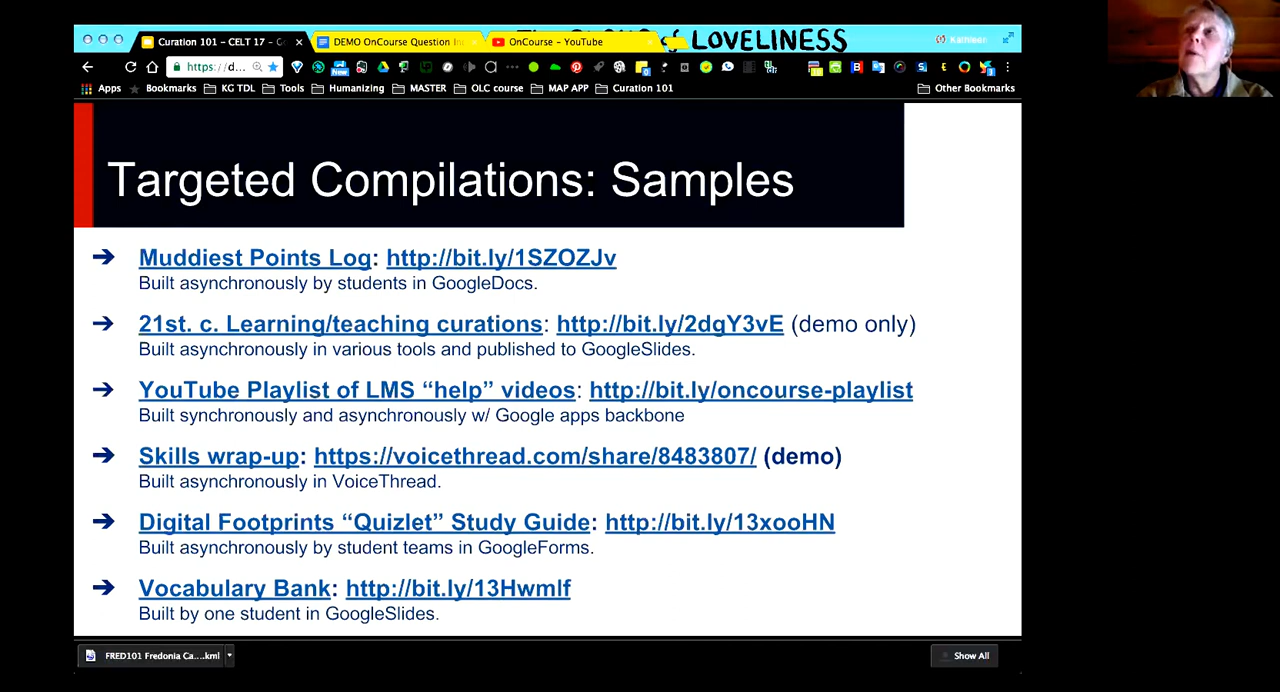 LOVELINESS
Curation 101 - CELT 17 - G
DEMO OnCourse Question
OnCourse - YouTube
Kathleen
https://d...
Apps Bookmarks KG TDL Tools Humanizing MASTER OLC course MAP APP Curation 101 Other Bookmarks
Targeted Compilations: Samples
➔ Muddiest Points Log: http://bit.ly/1SZOZJv
Built asynchronously by students in GoogleDocs.
➔ 21st. c. Learning/teaching curations: http://bit.ly/2dgY3vE (demo only)
Built asynchronously in various tools and published to GoogleSlides.
➔ YouTube Playlist of LMS “help” videos: http://bit.ly/oncourse-playlist
Built synchronously and asynchronously w/ Google apps backbone
➔ Skills wrap-up: https://voicethread.com/share/8483807/ (demo)
Built asynchronously in VoiceThread.
➔ Digital Footprints “Quizlet” Study Guide: http://bit.ly/13xooHN
Built asynchronously by student teams in GoogleForms.
➔ Vocabulary Bank: http://bit.ly/13Hwmlf
Built by one student in GoogleSlides.
FRED101 Fredonia Ca....kml
Show All